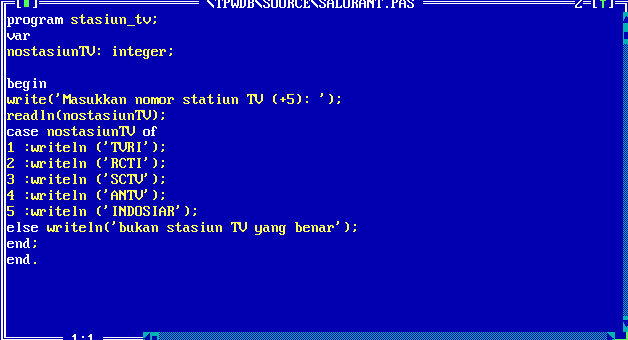 \TPWDB\SOURCE\SALURANT.PAS 2=[↑]
program stasiun_tv;
var
nostasiunTV: integer;
begin
write('Masukkan nomor statiun TV (+5): ');
readln(nostasiunTV);
case nostasiunTV of
1 :writeln ('TVRI');
2 :writeln ('RCTI');
3 :writeln ('SCTV');
4 :writeln ('ANTV');
5 :writeln ('INDOSIAR');
else writeln('bukan stasiun TV yang benar');
end;
end.
1:1